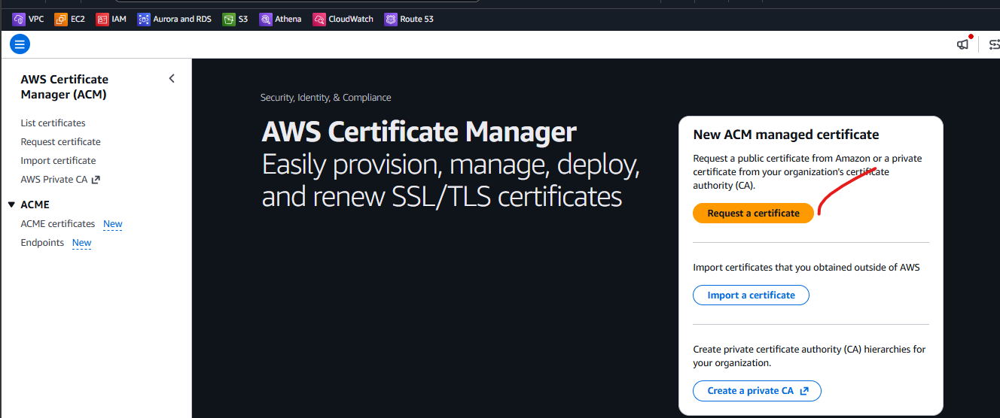 VPC EC2 IAM Aurora and RDS S3 Athena CloudWatch Route 53
AWS Certificate
Manager (ACM)
List certificates
Request certificate
Import certificate
AWS Private CA
ACME
ACME certificates New
Endpoints New
Security, Identity, & Compliance
AWS Certificate Manager
Easily provision, manage, deploy,
and renew SSL/TLS certificates
New ACM managed certificate
Request a public certificate from Amazon or a private
certificate from your organization's certificate
authority (CA).
Request a certificate
Import certificates that you obtained outside of AWS
Import a certificate
Create private certificate authority (CA) hierarchies for
your organization.
Create a private CA